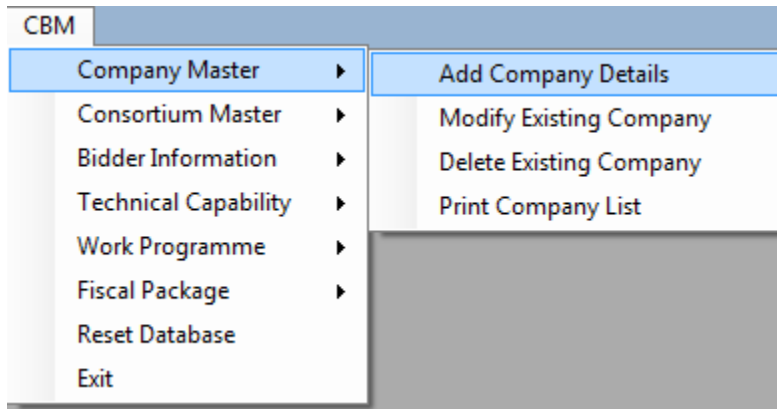 CBM
Company Master
Add Company Details
Consortium Master
Modify Existing Company
Bidder Information
Delete Existing Company
Technical Capability
Print Company List
Work Programme
Fiscal Package
Reset Database
Exit